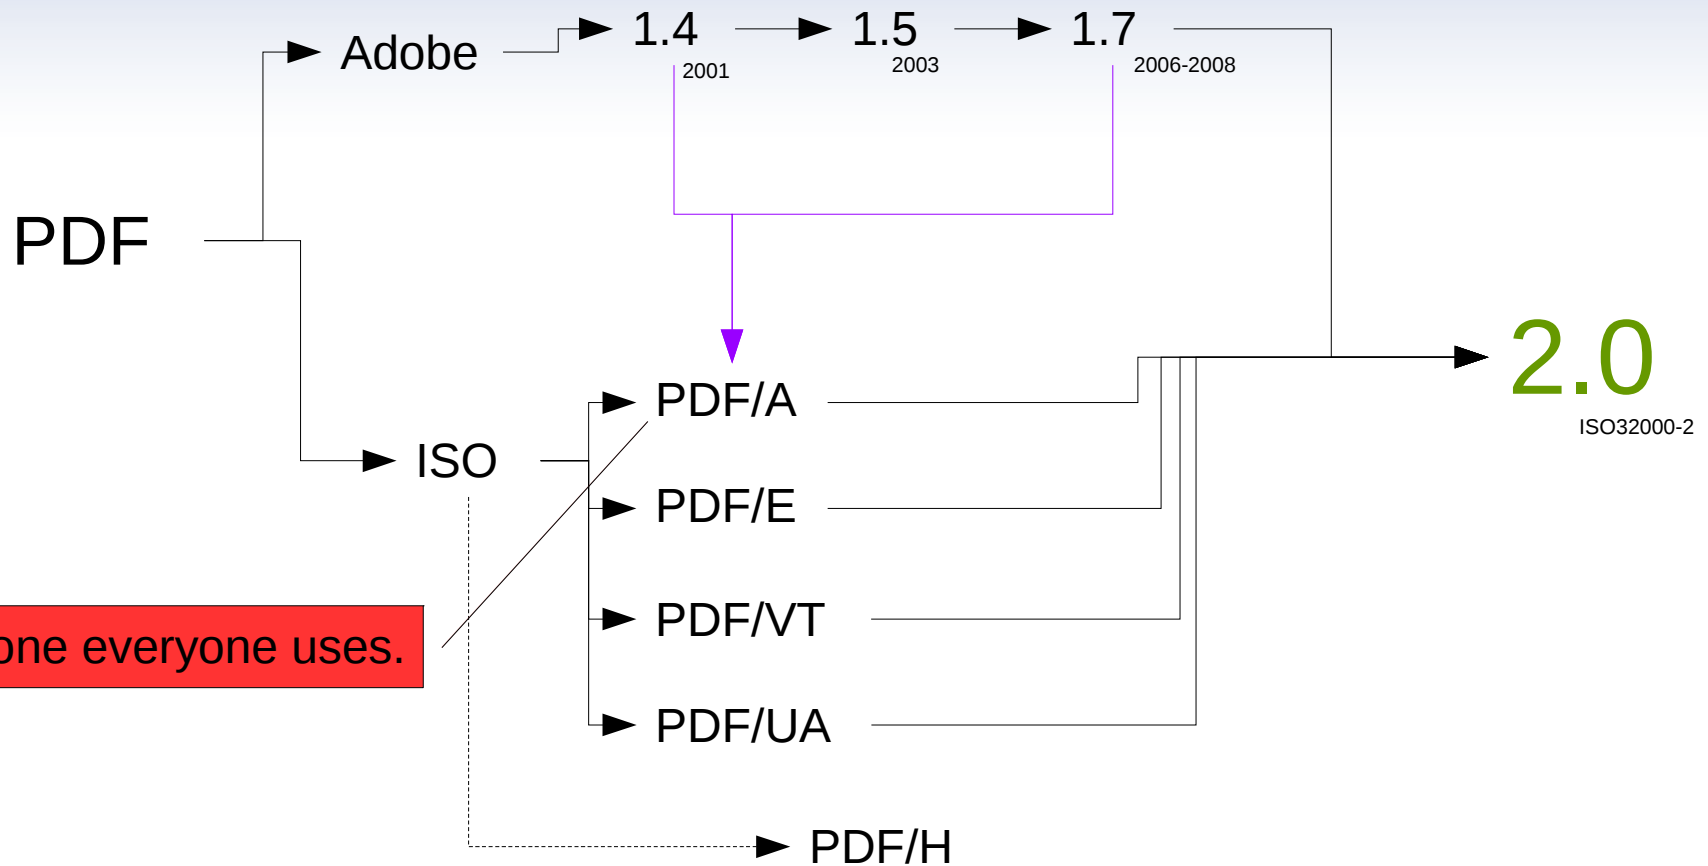 Adobe
1.4
1.5
1.7
2001
2003
2006-2008
PDF
2.0
ISO32000-2
PDF/A
ISO
PDF/E
PDF/VT
one everyone uses.
PDF/UA
PDF/H